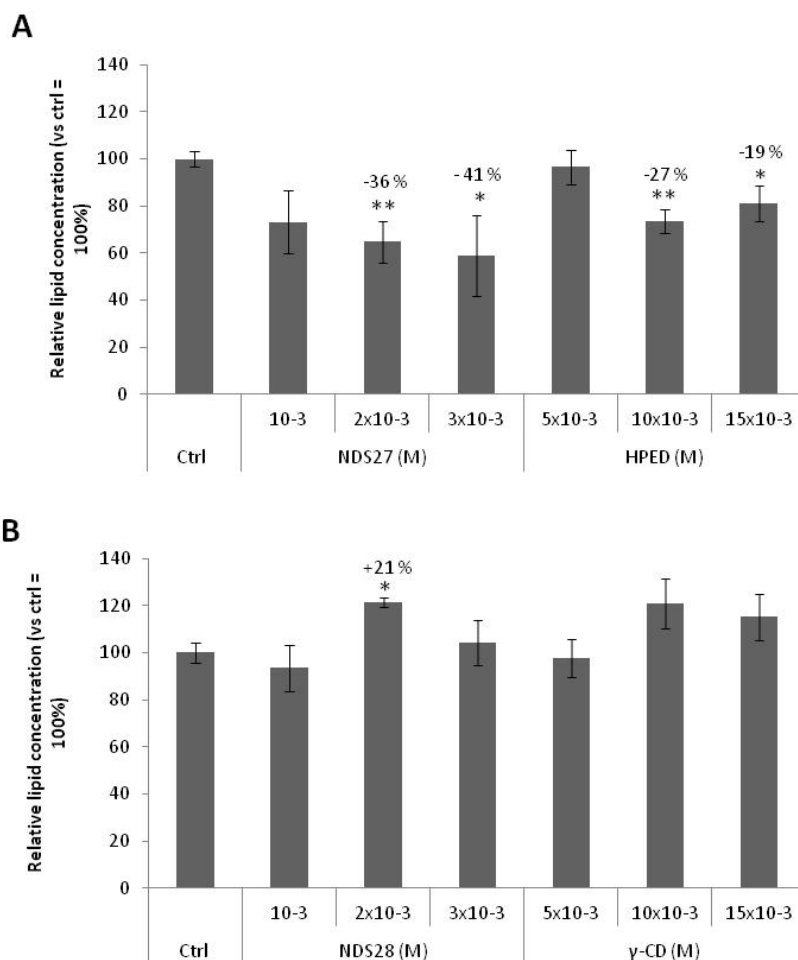 A
Relative lipid concentration (vs ctrl =
100%)
140
120
100
80
60
40
20
0
-36 %
**
- 41 %
*
-27 %
**
-19 %
*
10-3
2x10-3
3x10-3
5x10-3
10x10-3
15x10-3
Ctrl
NDS27 (M)
HPED (M)
B
Relative lipid concentration (vs ctrl =
100%)
140
120
100
80
60
40
20
0
+21 %
*
10-3
2x10-3
3x10-3
5x10-3
10x10-3
15x10-3
Ctrl
NDS28 (M)
γ-CD (M)